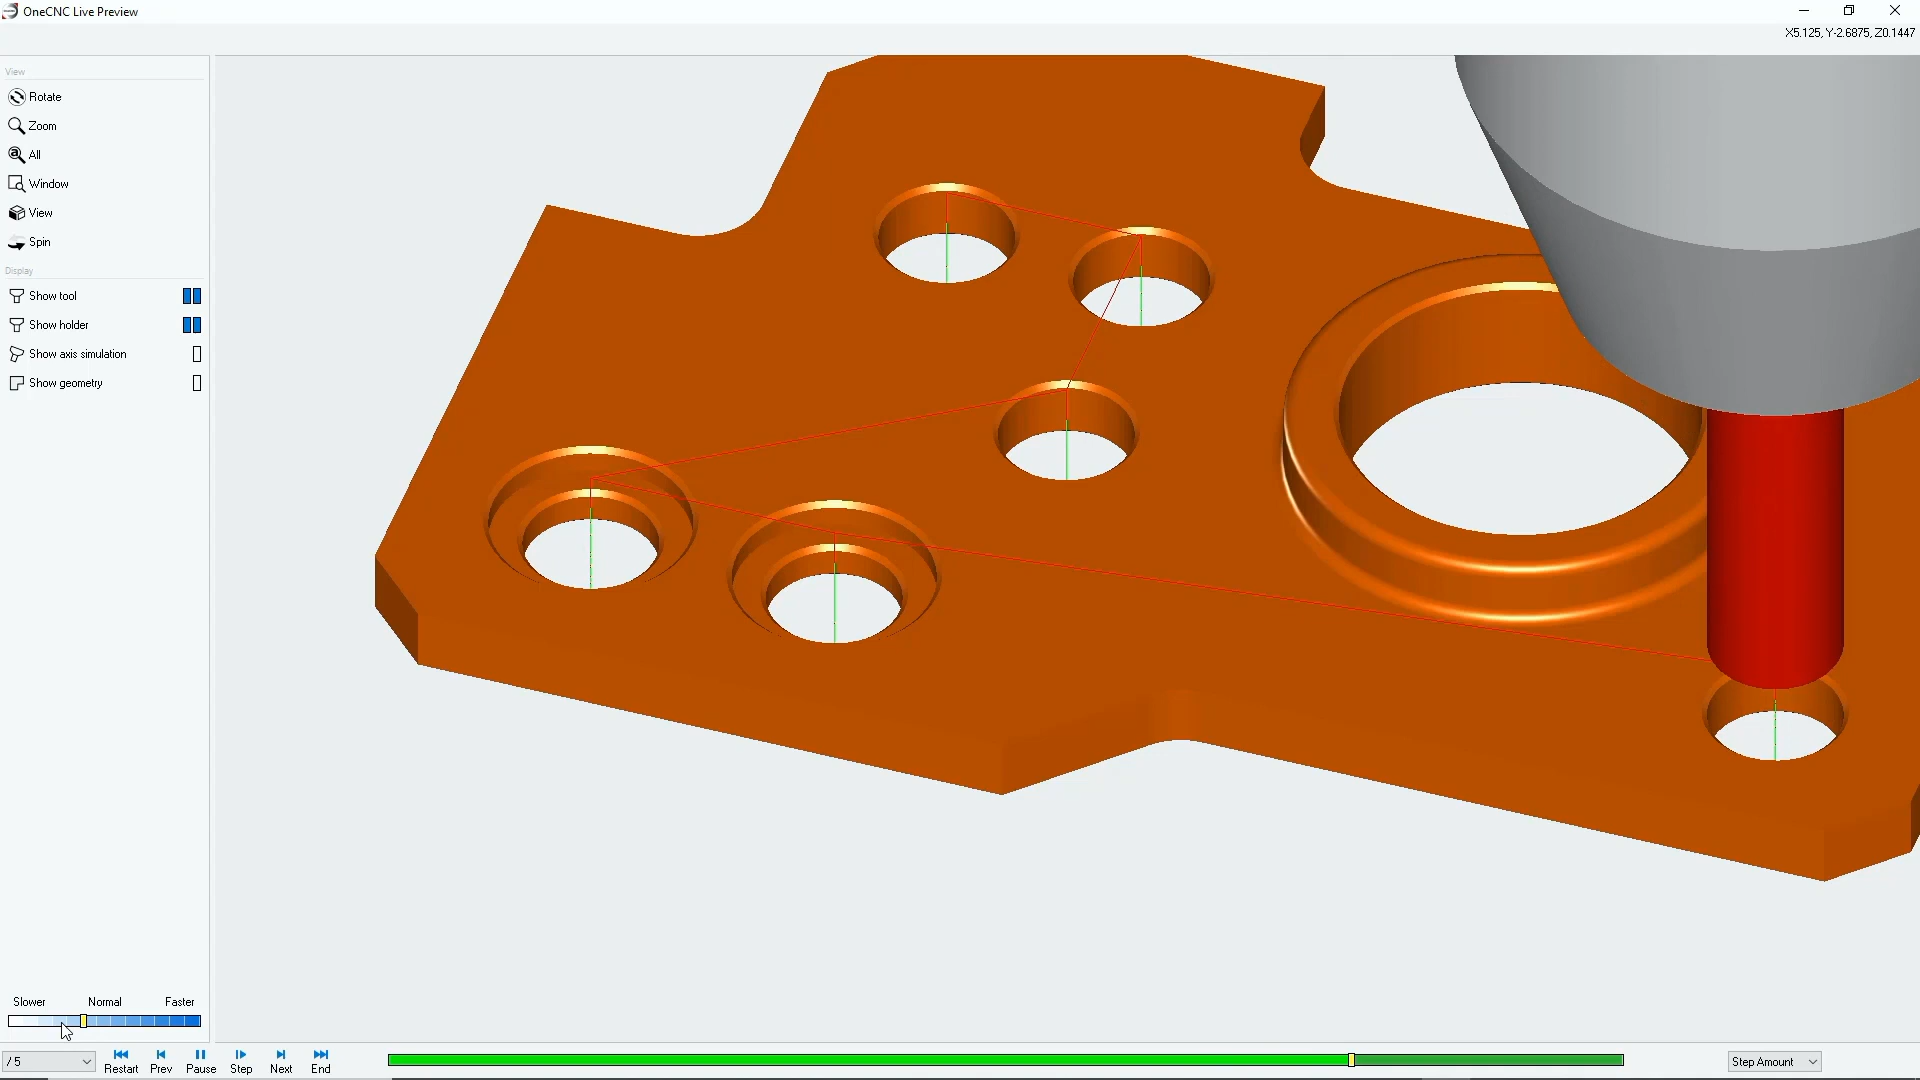 OneCNC Live Preview
X5.125, Y-2.6875, Z0.1447
View
Rotate
Zoom
All
Window
View
Spin
Display
Show tool
Show holder
Show axis simulation
Show geometry
Slower Normal Faster
/ 5
Restart Prev Pause Step Next End
Step Amount